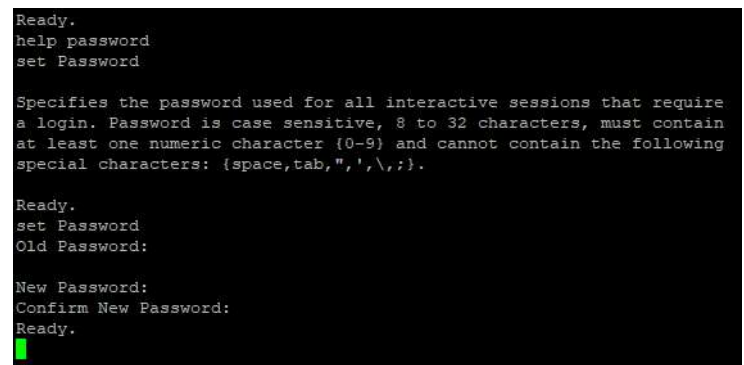 Ready.
help password
set Password
Specifies the password used for all interactive sessions that require
a login. Password is case sensitive, 8 to 32 characters, must contain
at least one numeric character {0-9} and cannot contain the following
special characters: {space,tab,",',\,;}.
Ready.
set Password
Old Password:
New Password:
Confirm New Password:
Ready.